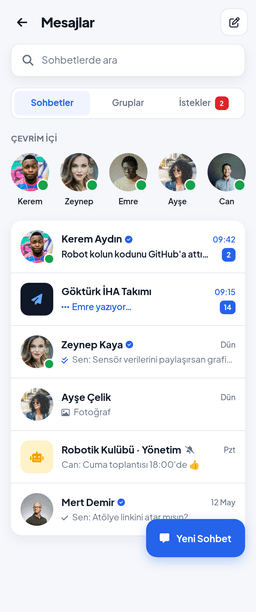 Mesajlar
Sohbetlerde ara
Sohbetler
Gruplar
İstekler 2
ÇEVRİM İÇİ
Kerem
Zeynep
Emre
Ayşe
Can
Kerem Aydın
09:42
Robot kolun kodunu GitHub'a attı...
2
Göktürk İHA Takımı
09:15
Emre yazıyor...
14
Zeynep Kaya
Dün
Sen: Sensör verilerini paylaşırsan grafi...
Ayşe Çelik
Dün
Fotoğraf
Robotik Kulübü · Yönetim
Pzt
Can: Cuma toplantısı 18:00'de 👍
Mert Demir
12 May
Sen: Atölye linkini atar mısın?
Yeni Sohbet